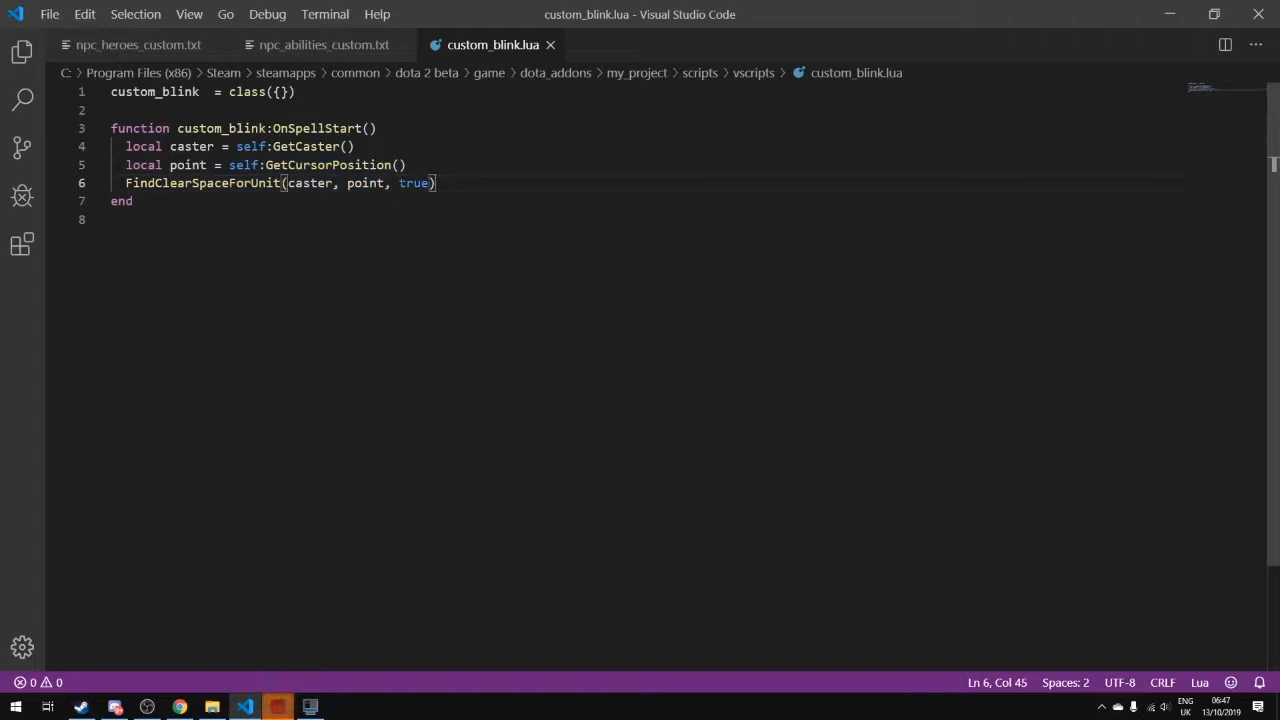 File Edit Selection View Go Debug Terminal Help custom_blink.lua - Visual Studio Code
npc_heroes_custom.txt npc_abilities_custom.txt custom_blink.lua
C: > Program Files (x86) > Steam > steamapps > common > dota 2 beta > game > dota_addons > my_project > scripts > vscripts > custom_blink.lua
1 custom_blink  = class({})
2
3 function custom_blink:OnSpellStart()
4 local caster = self:GetCaster()
5 local point = self:GetCursorPosition()
6 FindClearSpaceForUnit(caster, point, true)
7 end
8
0 0 Ln 6, Col 45 Spaces: 2 UTF-8 CRLF Lua
ENG 06:47
UK 13/10/2019